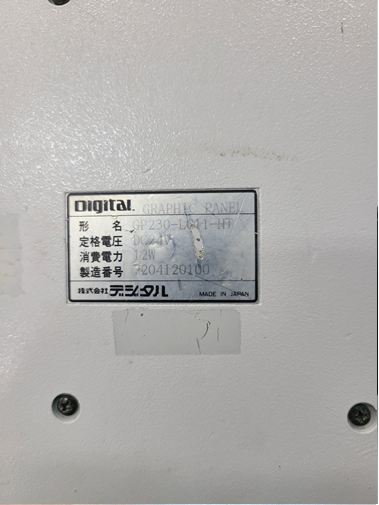 Digital. GRAPHIC PANEL
形 名 GP230-LG11-HT
定格電圧 DC24V
消費電力 12W
製造番号 7204120100
株式会社 デジタル MADE IN JAPAN